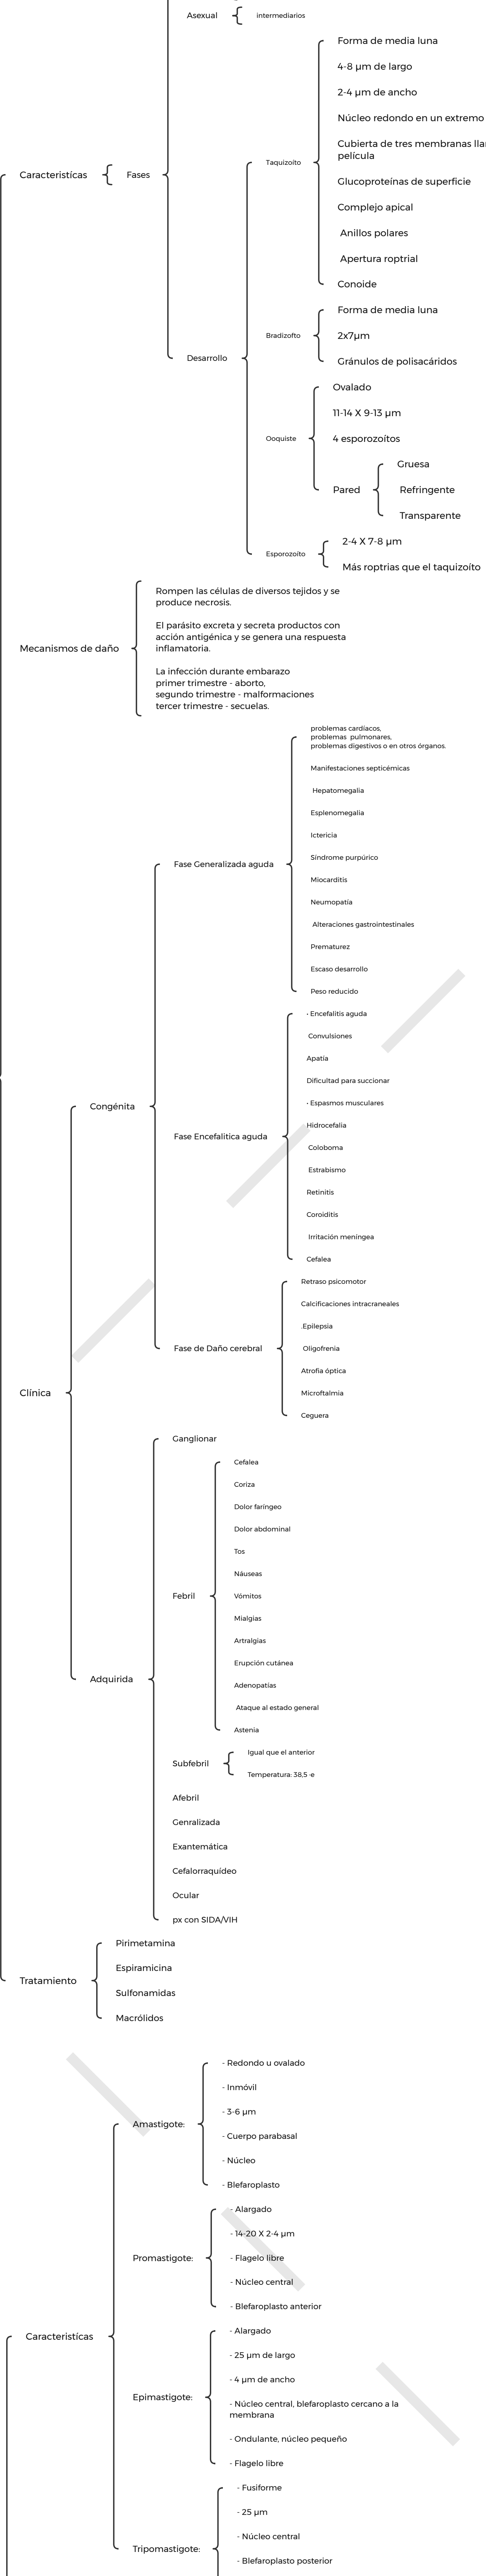 Asexual
intermediarios
Características
Fases
Desarrollo
Taquizoíto
Forma de media luna
4-8 µm de largo
2-4 µm de ancho
Núcleo redondo en un extremo
Cubierta de tres membranas lla
película
Glucoproteínas de superficie
Complejo apical
Anillos polares
Apertura roptrial
Conoide
Bradizofto
Forma de media luna
2x7µm
Gránulos de polisacáridos
Ooquiste
Ovalado
11-14 X 9-13 µm
4 esporozoítos
Pared
Gruesa
Refringente
Transparente
Esporozoíto
2-4 X 7-8 µm
Más roptrias que el taquizoíto
Mecanismos de daño
Rompen las células de diversos tejidos y se
produce necrosis.
El parásito excreta y secreta productos con
acción antigénica y se genera una respuesta
inflamatoria.
La infección durante embarazo
primer trimestre - aborto,
segundo trimestre - malformaciones
tercer trimestre - secuelas.
Clínica
Congénita
Fase Generalizada aguda
problemas cardíacos,
problemas pulmonares,
problemas digestivos o en otros órganos.
Manifestaciones septicémicas
Hepatomegalia
Esplenomegalia
Ictericia
Síndrome purpúrico
Miocarditis
Neumopatía
Alteraciones gastrointestinales
Prematurez
Escaso desarrollo
Peso reducido
Fase Encefalitica aguda
• Encefalitis aguda
Convulsiones
Apatía
Dificultad para succionar
• Espasmos musculares
Hidrocefalia
Coloboma
Estrabismo
Retinitis
Coroiditis
Irritación meníngea
Cefalea
Fase de Daño cerebral
Retraso psicomotor
Calcificaciones intracraneales
.Epilepsia
Oligofrenia
Atrofia óptica
Microftalmia
Ceguera
Adquirida
Ganglionar
Febril
Cefalea
Coriza
Dolor faríngeo
Dolor abdominal
Tos
Náuseas
Vómitos
Mialgias
Artralgias
Erupción cutánea
Adenopatías
Ataque al estado general
Astenia
Subfebril
Igual que el anterior
Temperatura: 38,5 ·e
Afebril
Genralizada
Exantemática
Cefalorraquídeo
Ocular
px con SIDA/VIH
Tratamiento
Pirimetamina
Espiramicina
Sulfonamidas
Macrólidos
Características
Amastigote:
- Redondo u ovalado
- Inmóvil
- 3-6 µm
- Cuerpo parabasal
- Núcleo
- Blefaroplasto
Promastigote:
- Alargado
- 14-20 X 2-4 µm
- Flagelo libre
- Núcleo central
- Blefaroplasto anterior
Epimastigote:
- Alargado
- 25 µm de largo
- 4 µm de ancho
- Núcleo central, blefaroplasto cercano a la
membrana
- Ondulante, núcleo pequeño
- Flagelo libre
Tripomastigote:
- Fusiforme
- 25 µm
- Núcleo central
- Blefaroplasto posterior